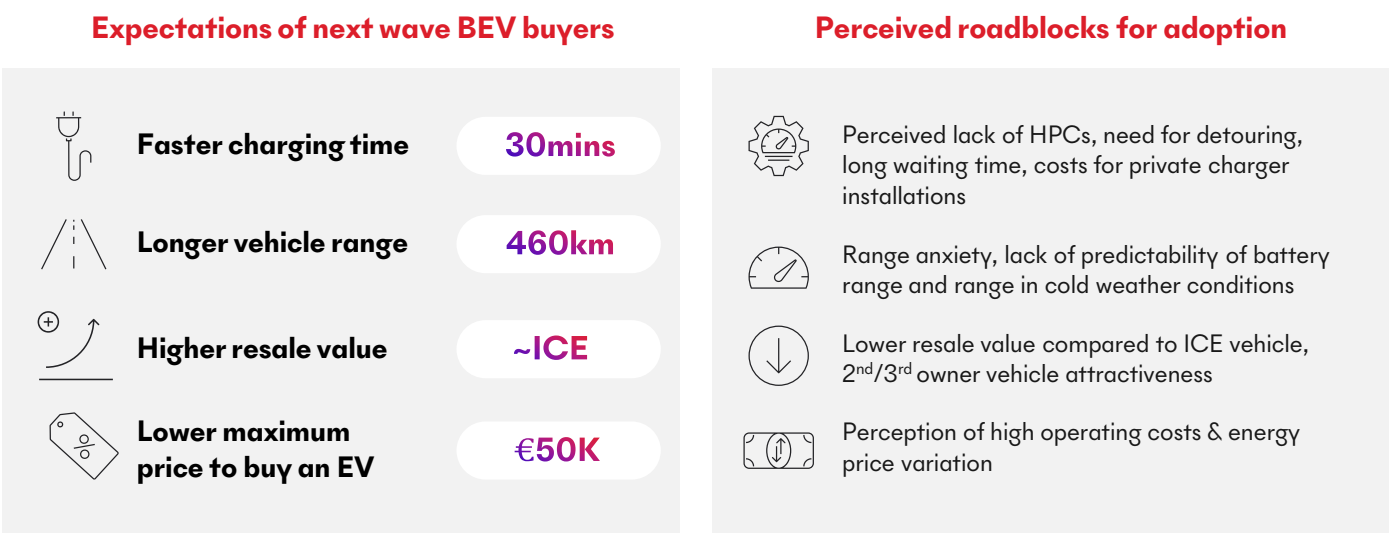 Expectations of next wave BEV buyers
Faster charging time
30mins
Longer vehicle range
460km
Higher resale value
~ICE
Lower maximum
price to buy an EV
€50K
Perceived roadblocks for adoption
Perceived lack of HPCs, need for detouring,
long waiting time, costs for private charger
installations
Range anxiety, lack of predictability of battery
range and range in cold weather conditions
Lower resale value compared to ICE vehicle,
2nd/3rd owner vehicle attractiveness
Perception of high operating costs & energy
price variation